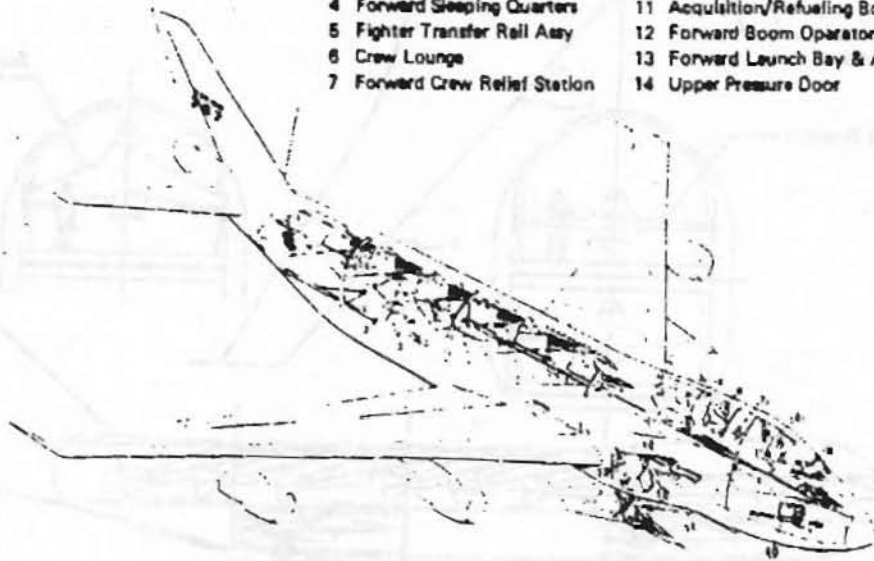 4 Forward Sleeping Quarters
5 Fighter Transfer Rail Assy
6 Crew Lounge
7 Forward Crew Relief Station
11 Acquisition/Refueling
12 Forward Boom Operator
13 Forward Launch Bay &
14 Upper Pressure Door